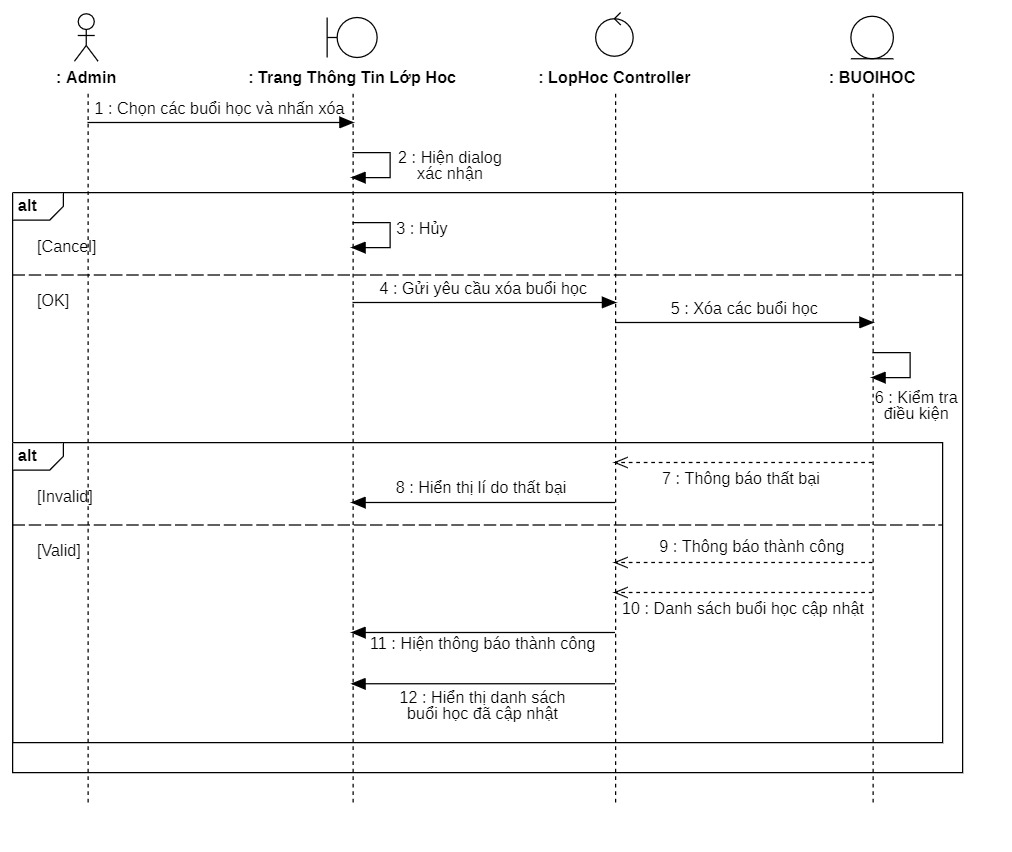 : Admin
: Trang Thông Tin Lớp Hoc
: LopHoc Controller
: BUOIHOC
1 : Chọn các buổi học và nhấn xóa
2 : Hiện dialog
xác nhận
alt
3 : Hủy
[Cancel]
[OK]
4 : Gửi yêu cầu xóa buổi học
5 : Xóa các buổi học
6 : Kiểm tra
điều kiện
alt
7 : Thông báo thất bại
8 : Hiển thị lí do thất bại
[Invalid]
[Valid]
9 : Thông báo thành công
10 : Danh sách buổi học cập nhật
11 : Hiện thông báo thành công
12 : Hiển thị danh sách
buổi học đã cập nhật